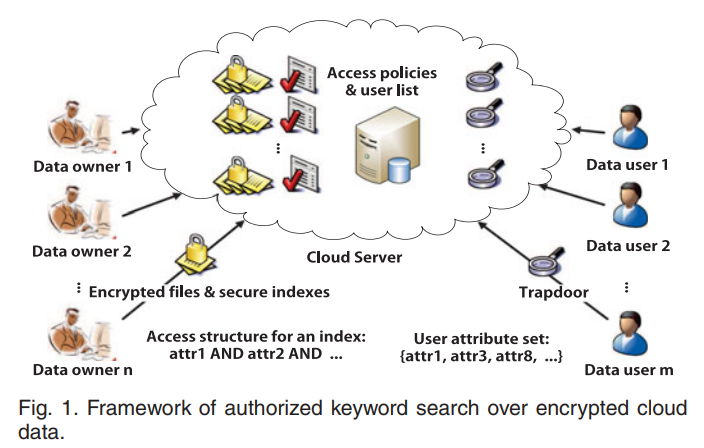 Access policies
& user list
Data owner 1
Data user 1
Data owner 2
Data user 2
Cloud Server
Encrypted files & secure indexes
Trapdoor
Access structure for an index:
attr1 AND attr2 AND ...
User attribute set:
{attr1, attr3, attr8, ...}
Data owner n
Data user m
Fig. 1. Framework of authorized keyword search over encrypted cloud
data.